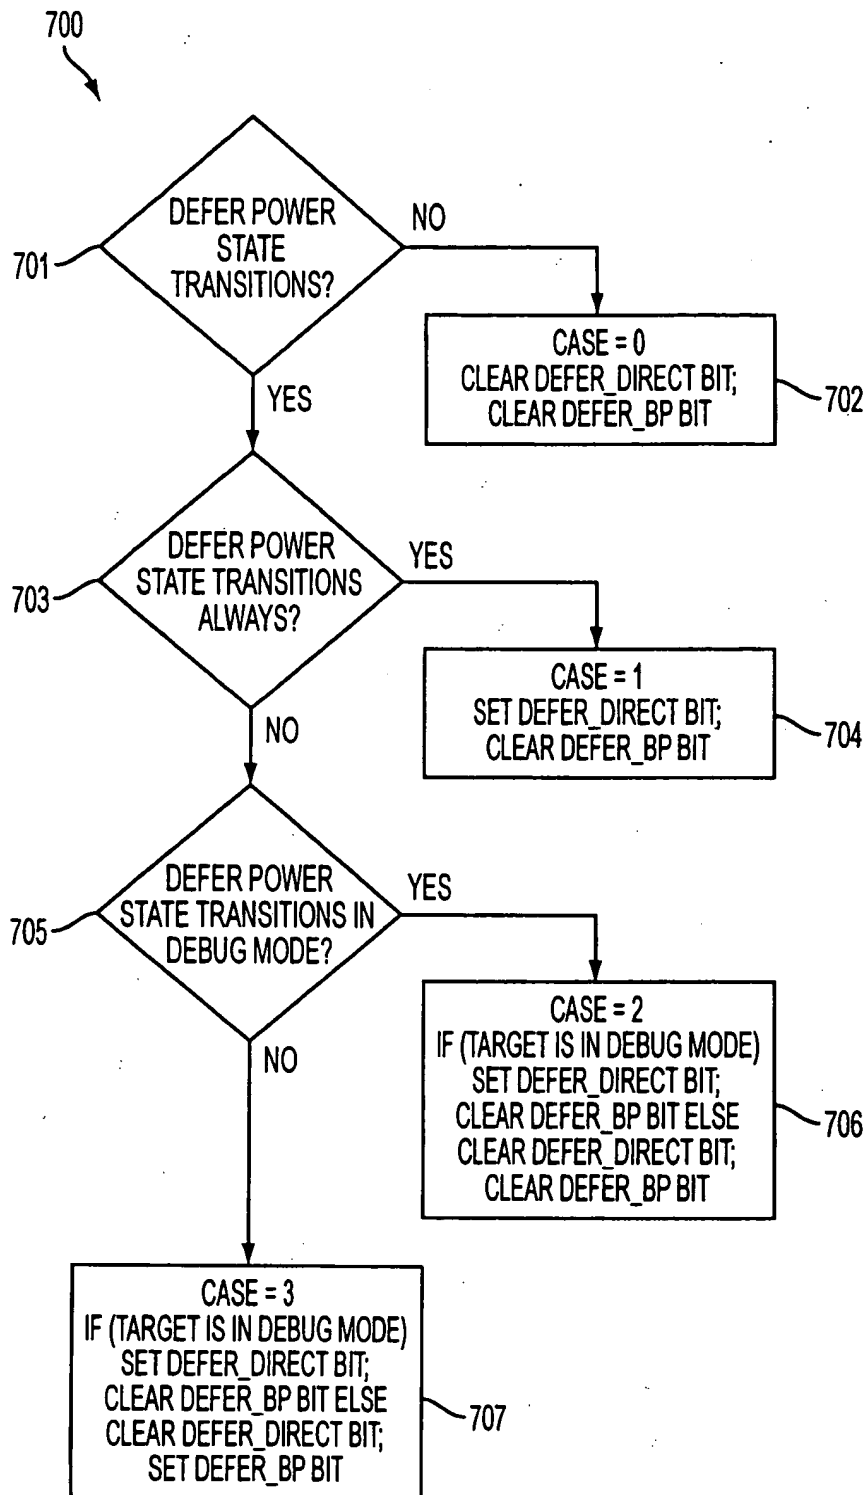 700
DEFER POWER
STATE
TRANSITIONS?
701
NO
CASE = 0
CLEAR DEFER_DIRECT BIT;
CLEAR DEFER_BP BIT
702
YES
DEFER POWER
STATE TRANSITIONS
ALWAYS?
703
YES
CASE = 1
SET DEFER_DIRECT BIT;
CLEAR DEFER_BP BIT
704
NO
DEFER POWER
STATE TRANSITIONS IN
DEBUG MODE?
705
YES
CASE = 2
IF (TARGET IS IN DEBUG MODE)
SET DEFER_DIRECT BIT;
CLEAR DEFER_BP BIT ELSE
CLEAR DEFER_DIRECT BIT;
CLEAR DEFER_BP BIT
706
NO
CASE = 3
IF (TARGET IS IN DEBUG MODE)
SET DEFER_DIRECT BIT;
CLEAR DEFER_BP BIT ELSE
CLEAR DEFER_DIRECT BIT;
SET DEFER_BP BIT
707